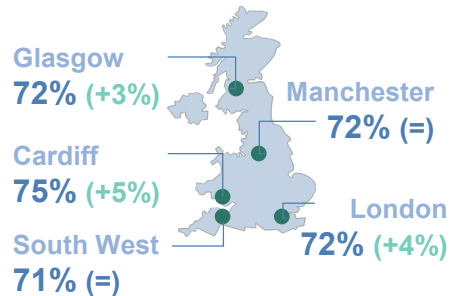 Glasgow
72% (+3%)
Manchester
72% (=)
Cardiff
75% (+5%)
London
72% (+4%)
South West
71% (=)